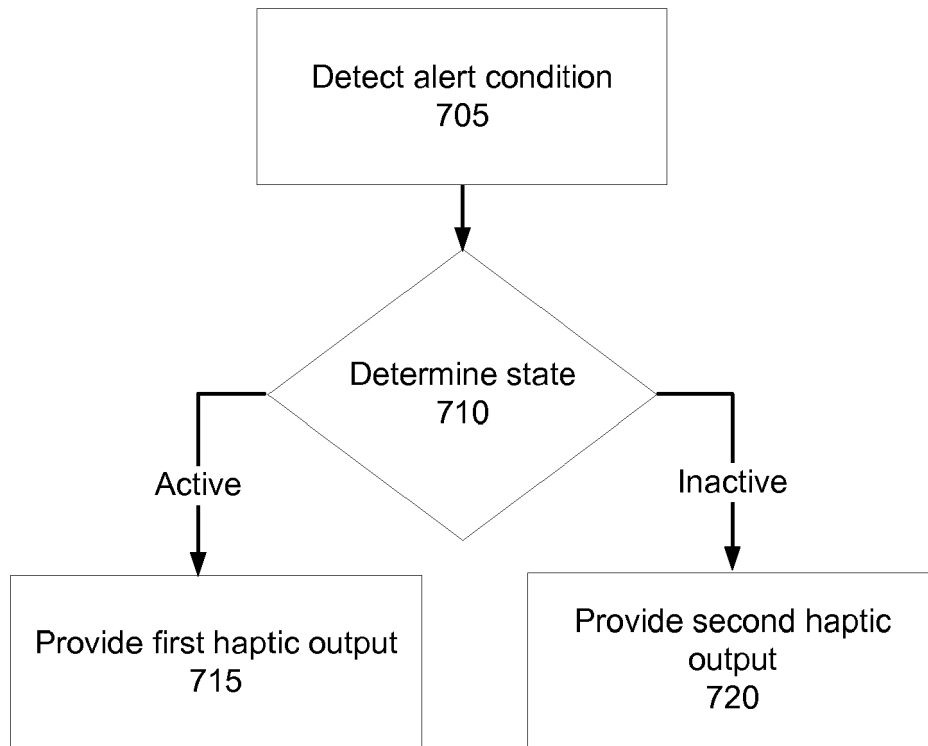 Detect alert condition
705
Determine state
710
Active
Inactive
Provide first haptic output
715
Provide second haptic
output
720